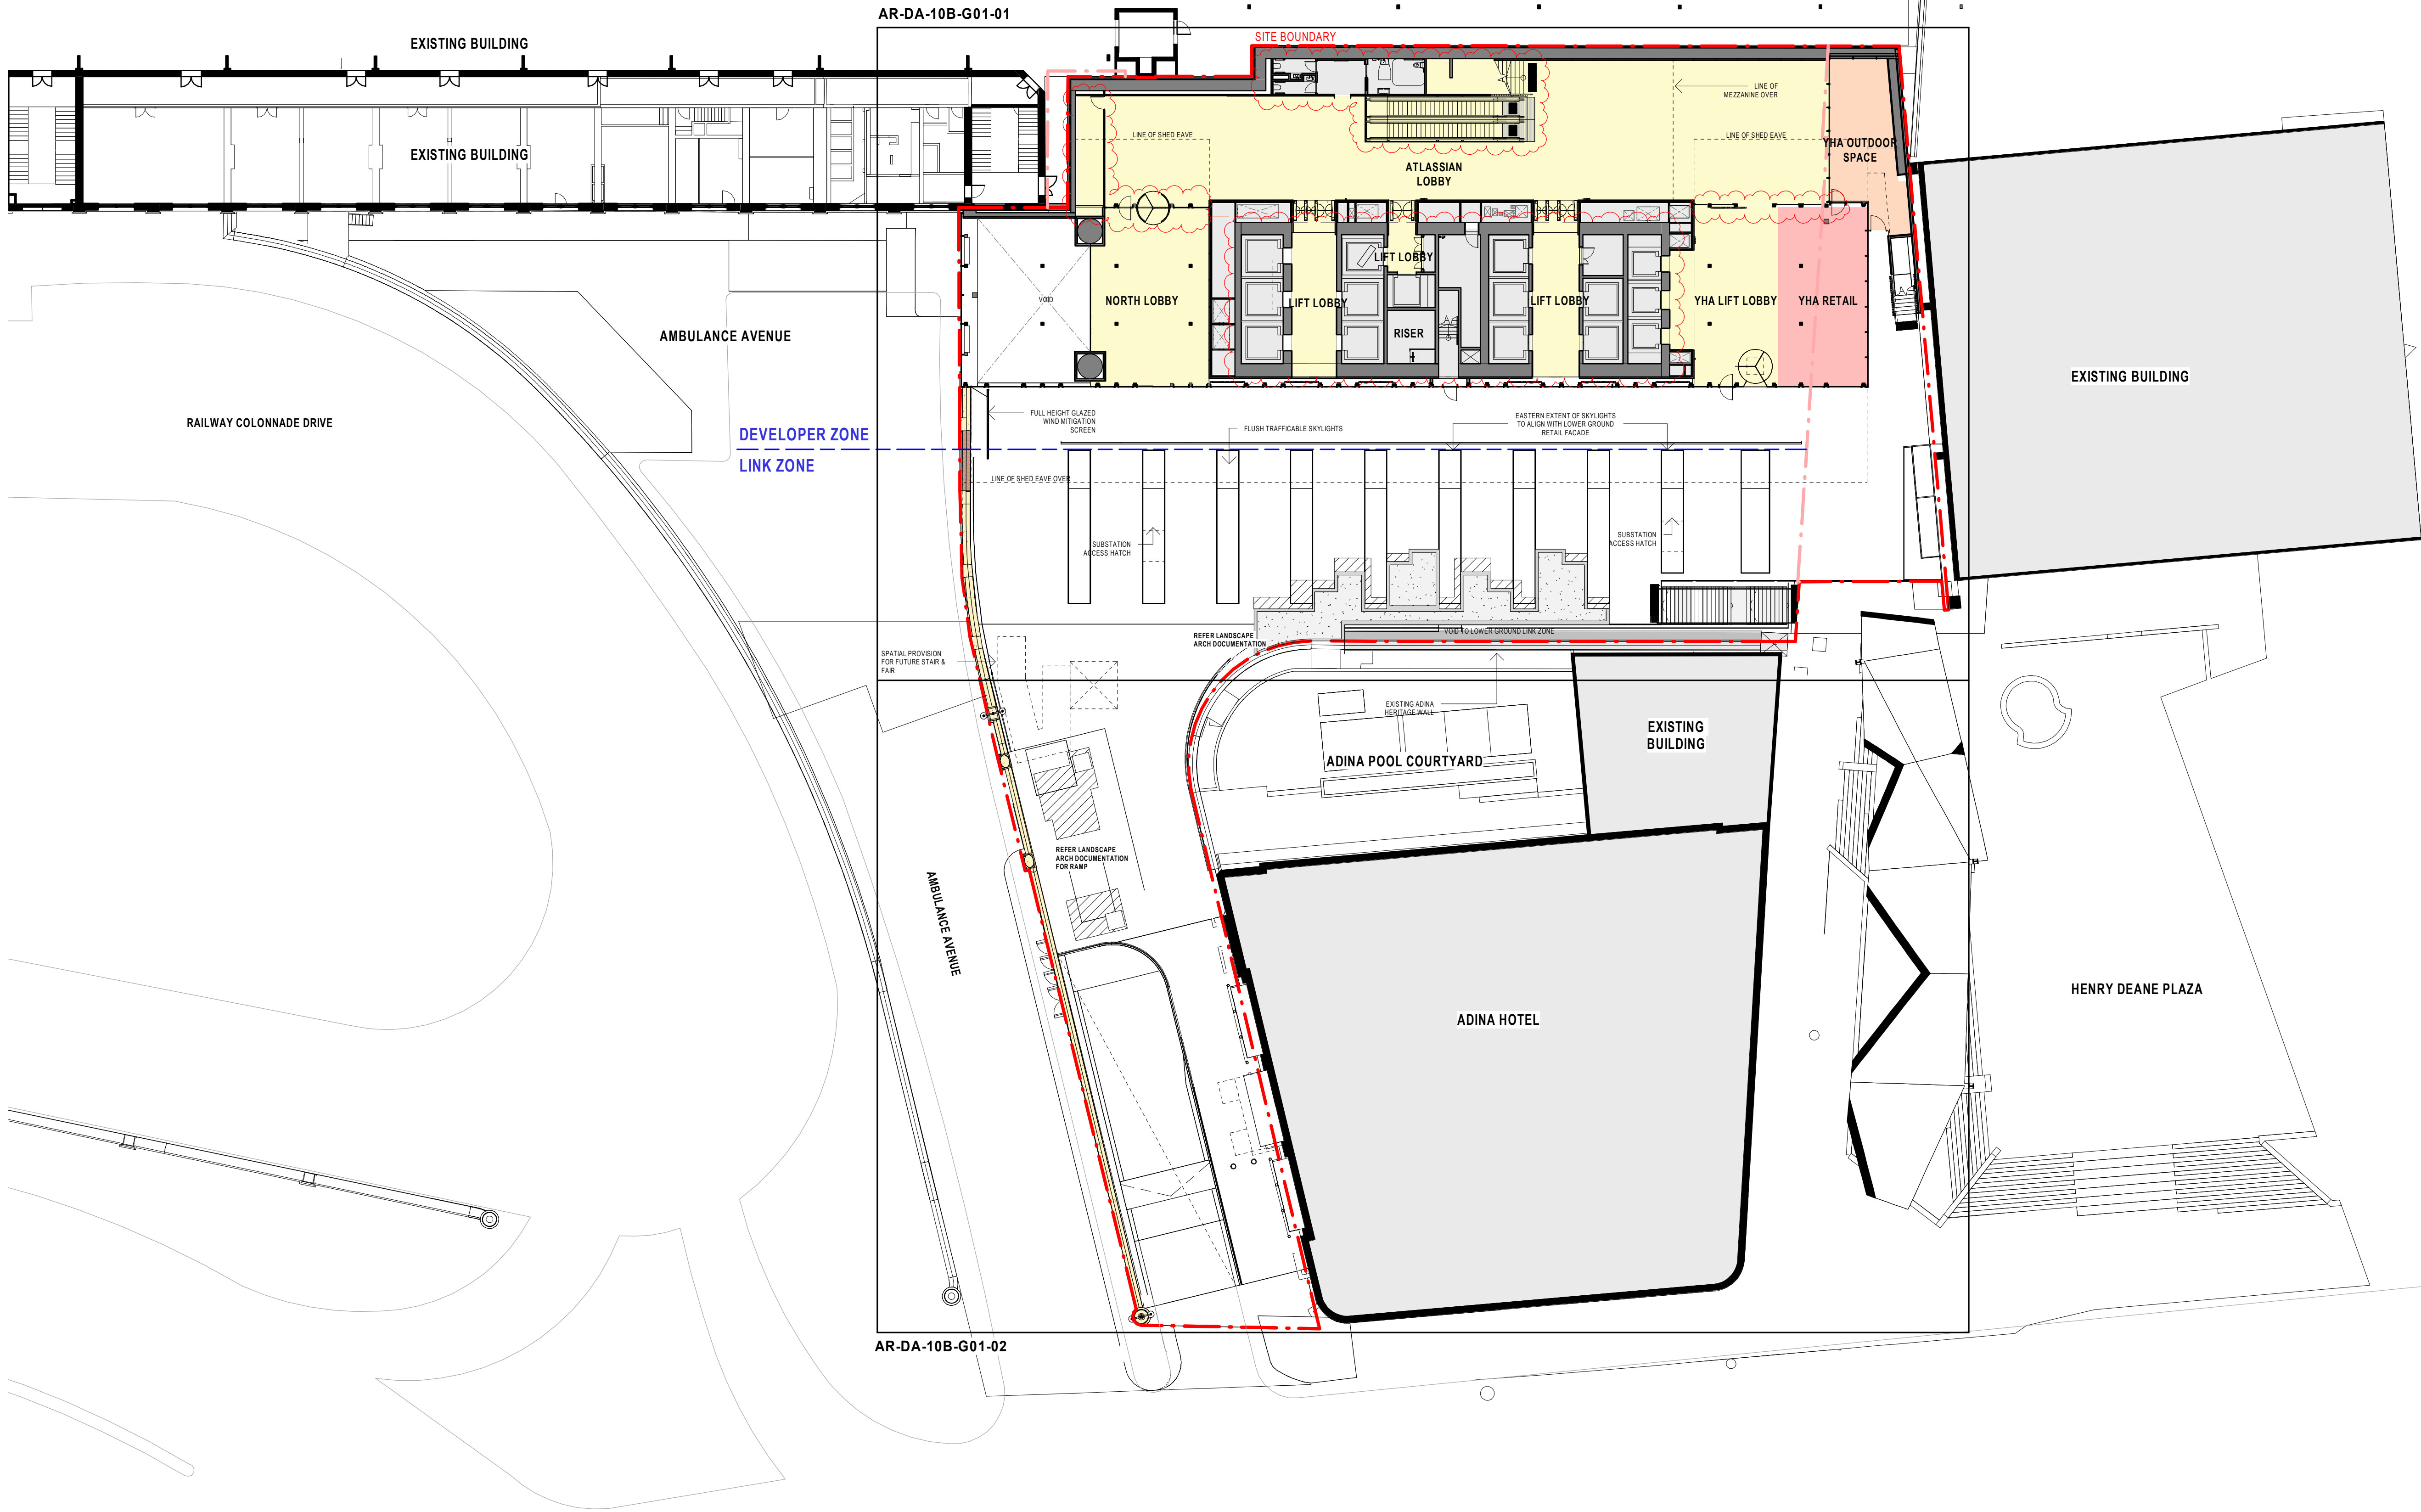 AR-DA-10B-G01-01
EXISTING BUILDING
SITE BOUNDARY
LINE OF
MEZZANINE OVER
LINE OF SHED EAVE
LINE OF SHED EAVE
YHA OUTDOOR
SPACE
EXISTING BUILDING
ATLASSIAN
LOBBY
LIFT LOBBY
VOID
NORTH LOBBY
LIFT LOBBY
LIFT LOBBY
YHA LIFT LOBBY
YHA RETAIL
RISER
AMBULANCE AVENUE
EXISTING BUILDING
RAILWAY COLONNADE DRIVE
FULL HEIGHT GLAZED
WIND MITIGATION
SCREEN
FLUSH TRAFFICABLE SKYLIGHTS
EASTERN EXTENT OF SKYLIGHTS
TO ALIGN WITH LOWER GROUND
RETAIL FACADE
DEVELOPER ZONE
LINK ZONE
LINE OF SHED EAVE OVER
SUBSTATION
ACCESS HATCH
SUBSTATION
ACCESS HATCH
VOID TO LOWER GROUND LINK ZONE
REFER LANDSCAPE
ARCH DOCUMENTATION
SPATIAL PROVISION
FOR FUTURE STAIR &
FAIR
EXISTING ADINA
HERITAGE WALL
EXISTING
BUILDING
ADINA POOL COURTYARD
REFER LANDSCAPE
ARCH DOCUMENTATION
FOR RAMP
AMBULANCE AVENUE
HENRY DEANE PLAZA
ADINA HOTEL
AR-DA-10B-G01-02